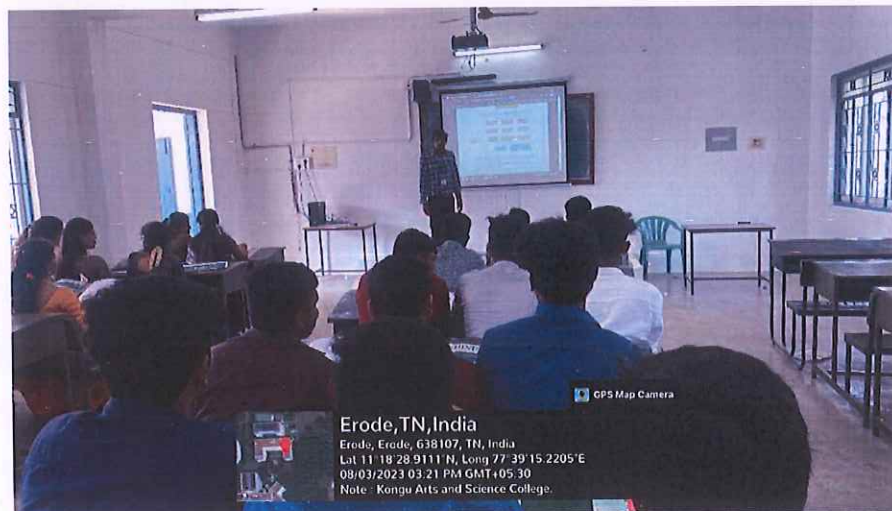 GPS Map Camera
Erode,TN,India
Erode, Erode, 638107, TN, India
Lat 11°18'28.9111"N, Long 77°39'15.2205"E
08/03/2023 03:21 PM GMT+05:30
Note : Kongu Arts and Science College.